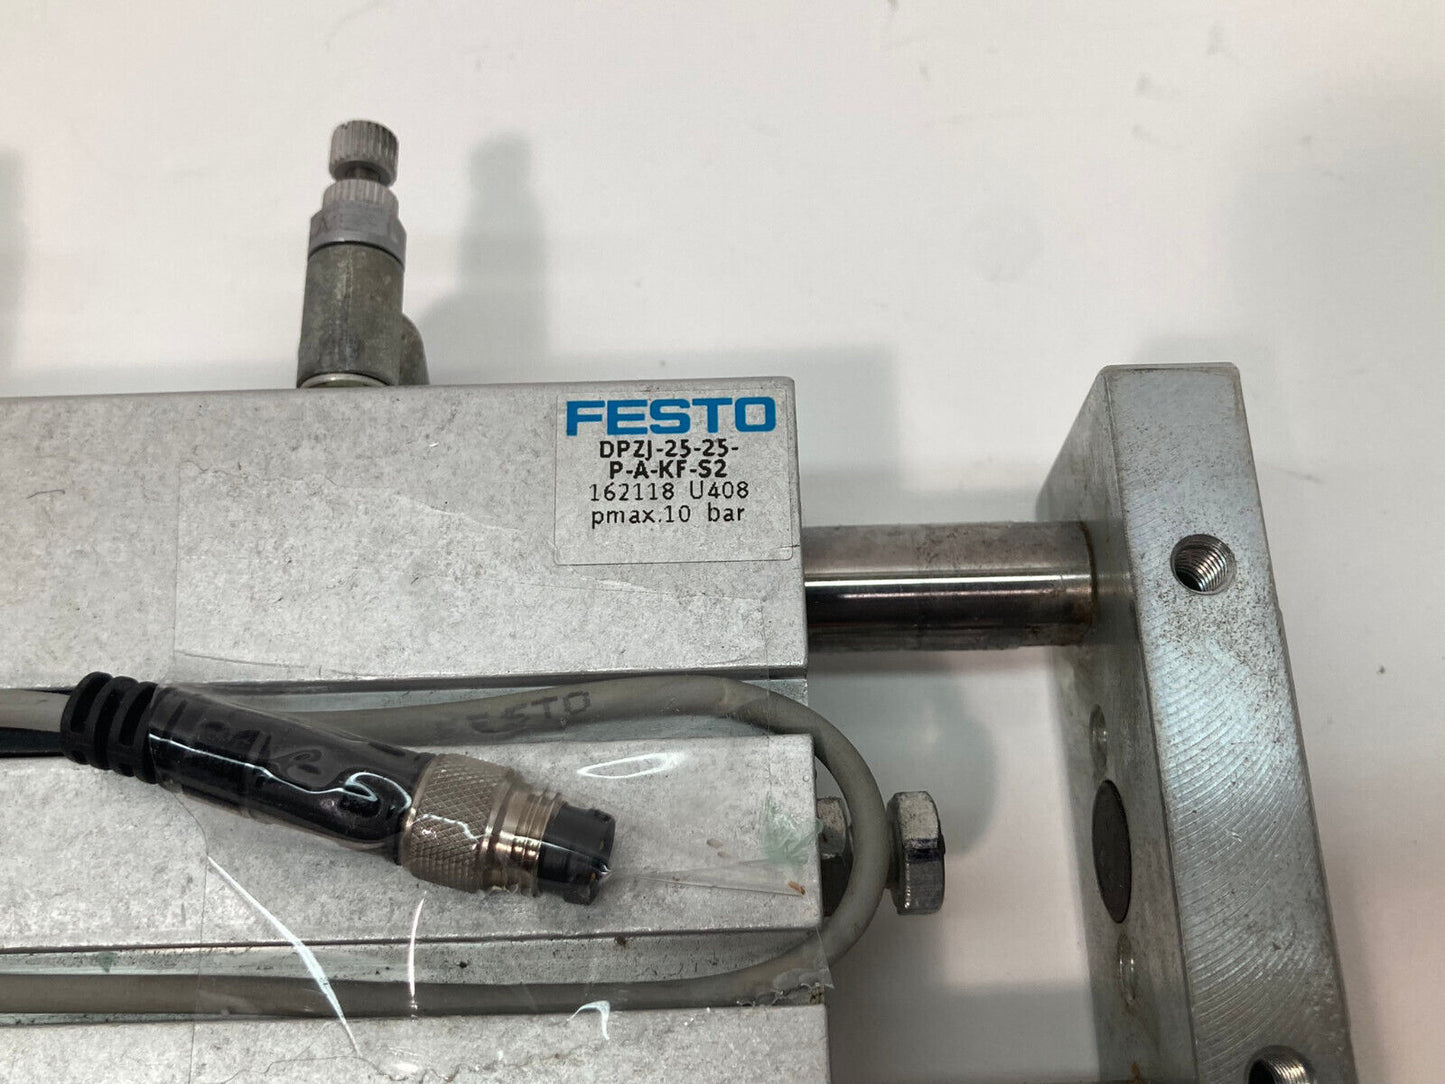 FESTO
DPZJ-25-25-
P-A-KF-S2
162118 U408
pmax.10 bar
FESTO